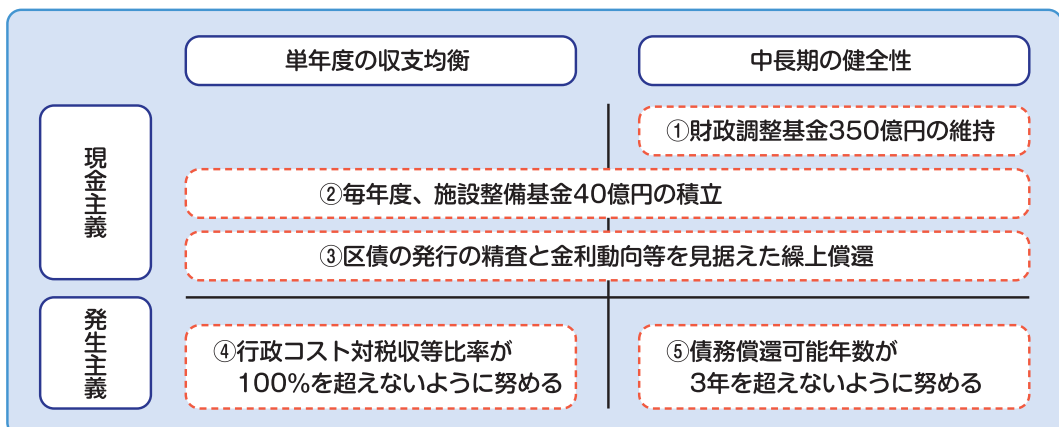 単年度の収支均衡
中長期の健全性
現金主義
①財政調整基金350億円の維持
②毎年度、施設整備基金40億円の積立
③区債の発行の精査と金利動向等を見据えた繰上償還
発生主義
④行政コスト対税収等比率が
100%を超えないように努める
⑤債務償還可能年数が
3年を超えないように努める